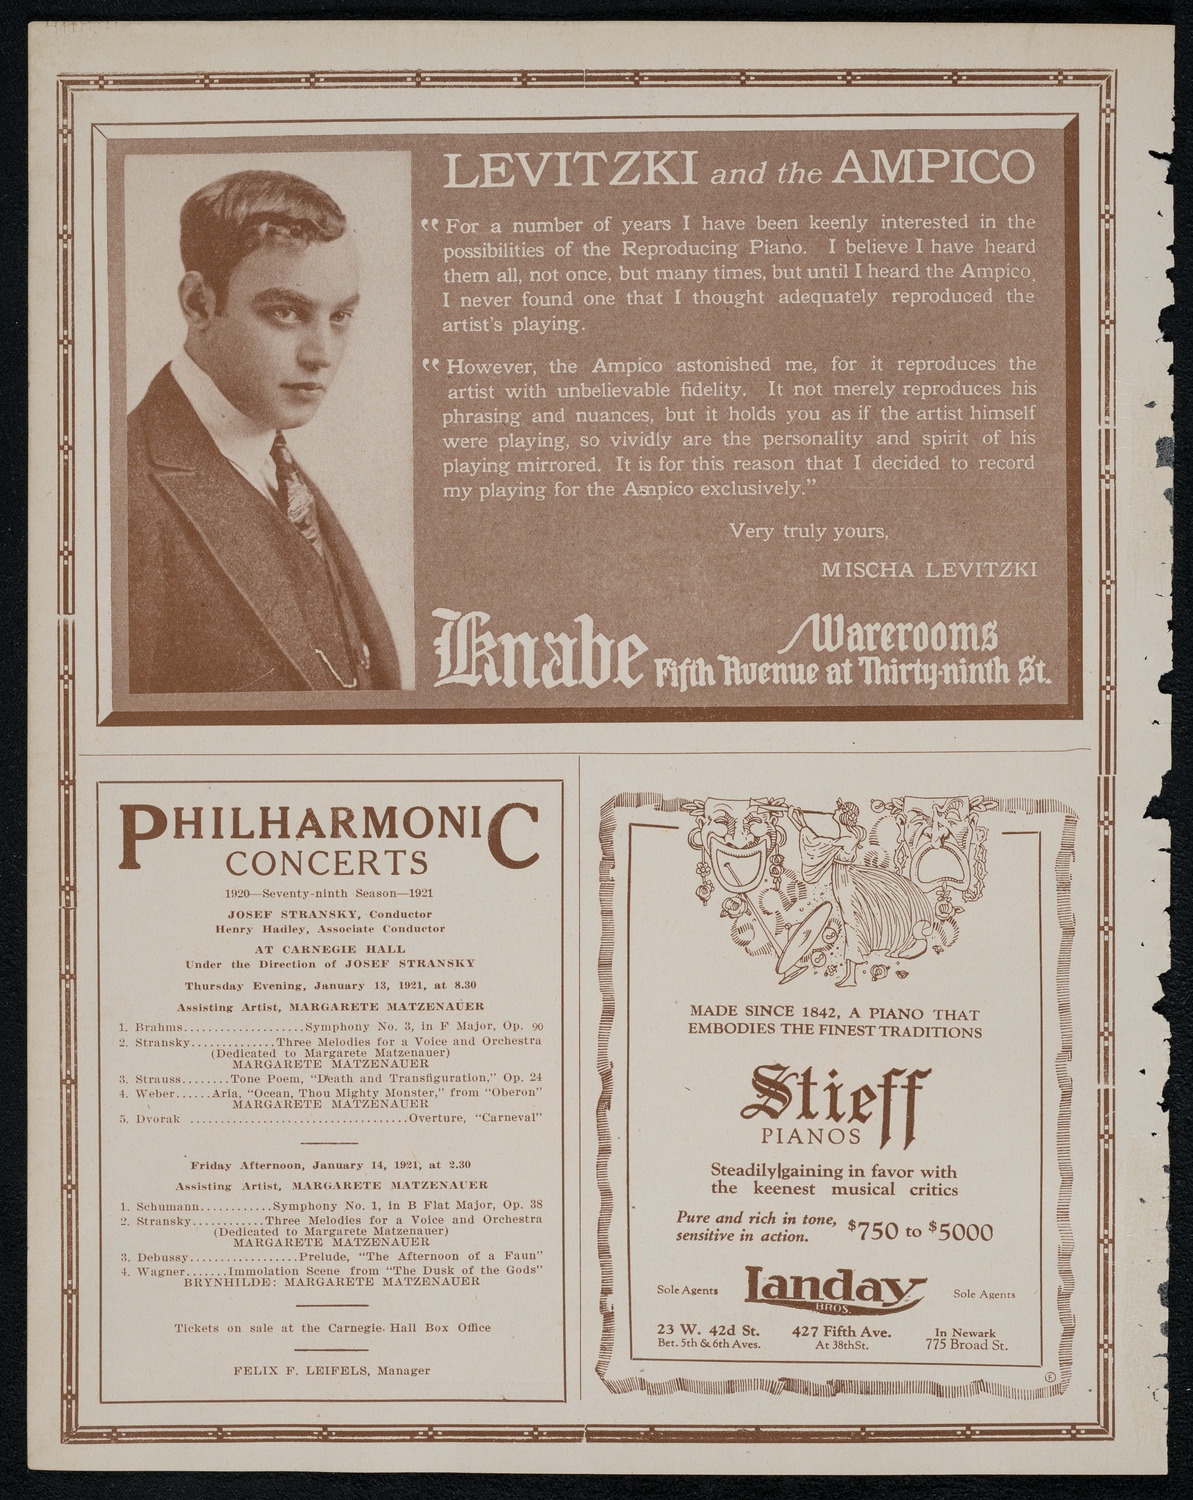 LEVITZKI and the AMPICO
“For a number of years I have been keenly interested in the
possibilities of the Reproducing Piano. I believe I have heard
them all, not once, but many times, but until I heard the Ampico,
I never found one that I thought adequately reproduced the
artist's playing.
“However, the Ampico astonished me, for it reproduces the
artist with unbelievable fidelity. It not merely reproduces his
phrasing and nuances, but it holds you as if the artist himself
were playing, so vividly are the personality and spirit of his
playing mirrored. It is for this reason that I decided to record
my playing for the Ampico exclusively.”
Very truly yours,
MISCHA LEVITZKI
Knabe Warerooms
Fifth Avenue at Thirty-ninth St.
PHILHARMONIC
CONCERTS
1920—Seventy-ninth Season—1921
JOSEF STRANSKY, Conductor
Henry Hadley, Associate Conductor
AT CARNEGIE HALL
Under the Direction of JOSEF STRANSKY
Thursday Evening, January 13, 1921, at 8.30
Assisting Artist, MARGARETE MATZENAUER
1. Brahms....................Symphony No. 3, in F Major, Op. 90
2. Stransky..............Three Melodies for a Voice and Orchestra
(Dedicated to Margarete Matzenauer)
MARGARETE MATZENAUER
3. Strauss........Tone Poem, “Death and Transfiguration,” Op. 24
4. Weber......Aria, “Ocean, Thou Mighty Monster,” from “Oberon”
MARGARETE MATZENAUER
5. Dvorak ....................................Overture, “Carneval”
Friday Afternoon, January 14, 1921, at 2.30
Assisting Artist, MARGARETE MATZENAUER
1. Schumann............Symphony No. 1, in B Flat Major, Op. 38
2. Stransky............Three Melodies for a Voice and Orchestra
(Dedicated to Margarete Matzenauer)
MARGARETE MATZENAUER
3. Debussy..................Prelude, “The Afternoon of a Faun”
4. Wagner.......Immolation Scene from “The Dusk of the Gods”
BRYNHILDE: MARGARETE MATZENAUER
Tickets on sale at the Carnegie Hall Box Office
FELIX F. LEIFELS, Manager
MADE SINCE 1842, A PIANO THAT
EMBODIES THE FINEST TRADITIONS
Stieff
PIANOS
Steadily gaining in favor with
the keenest musical critics
Pure and rich in tone,
sensitive in action.
$750 to $5000
Sole Agents Landay Sole Agents
BROS.
23 W. 42d St. 427 Fifth Ave. In Newark
Bet. 5th & 6th Aves. At 38th St. 775 Broad St.
F